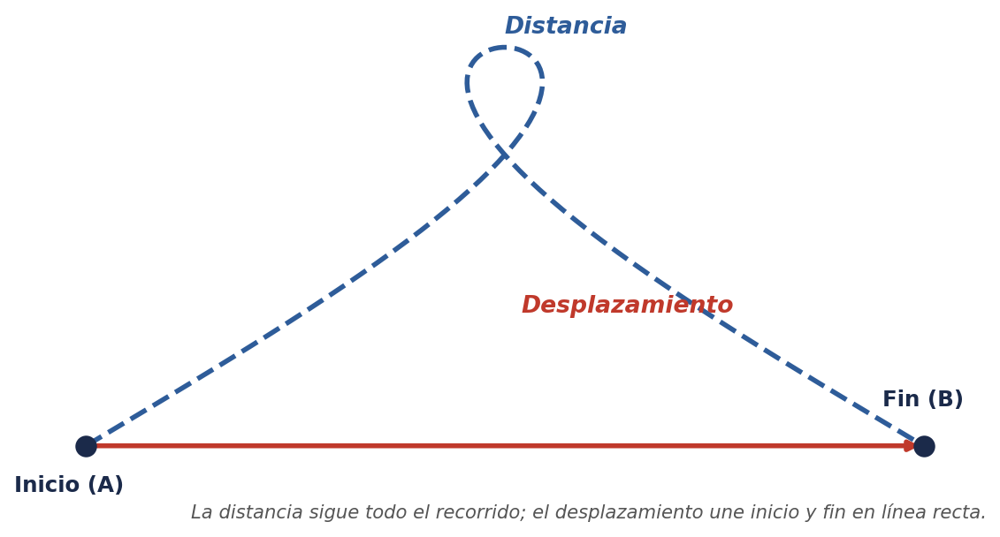 Distancia
Desplazamiento
Fin (B)
Inicio (A)
La distancia sigue todo el recorrido; el desplazamiento une inicio y fin en línea recta.